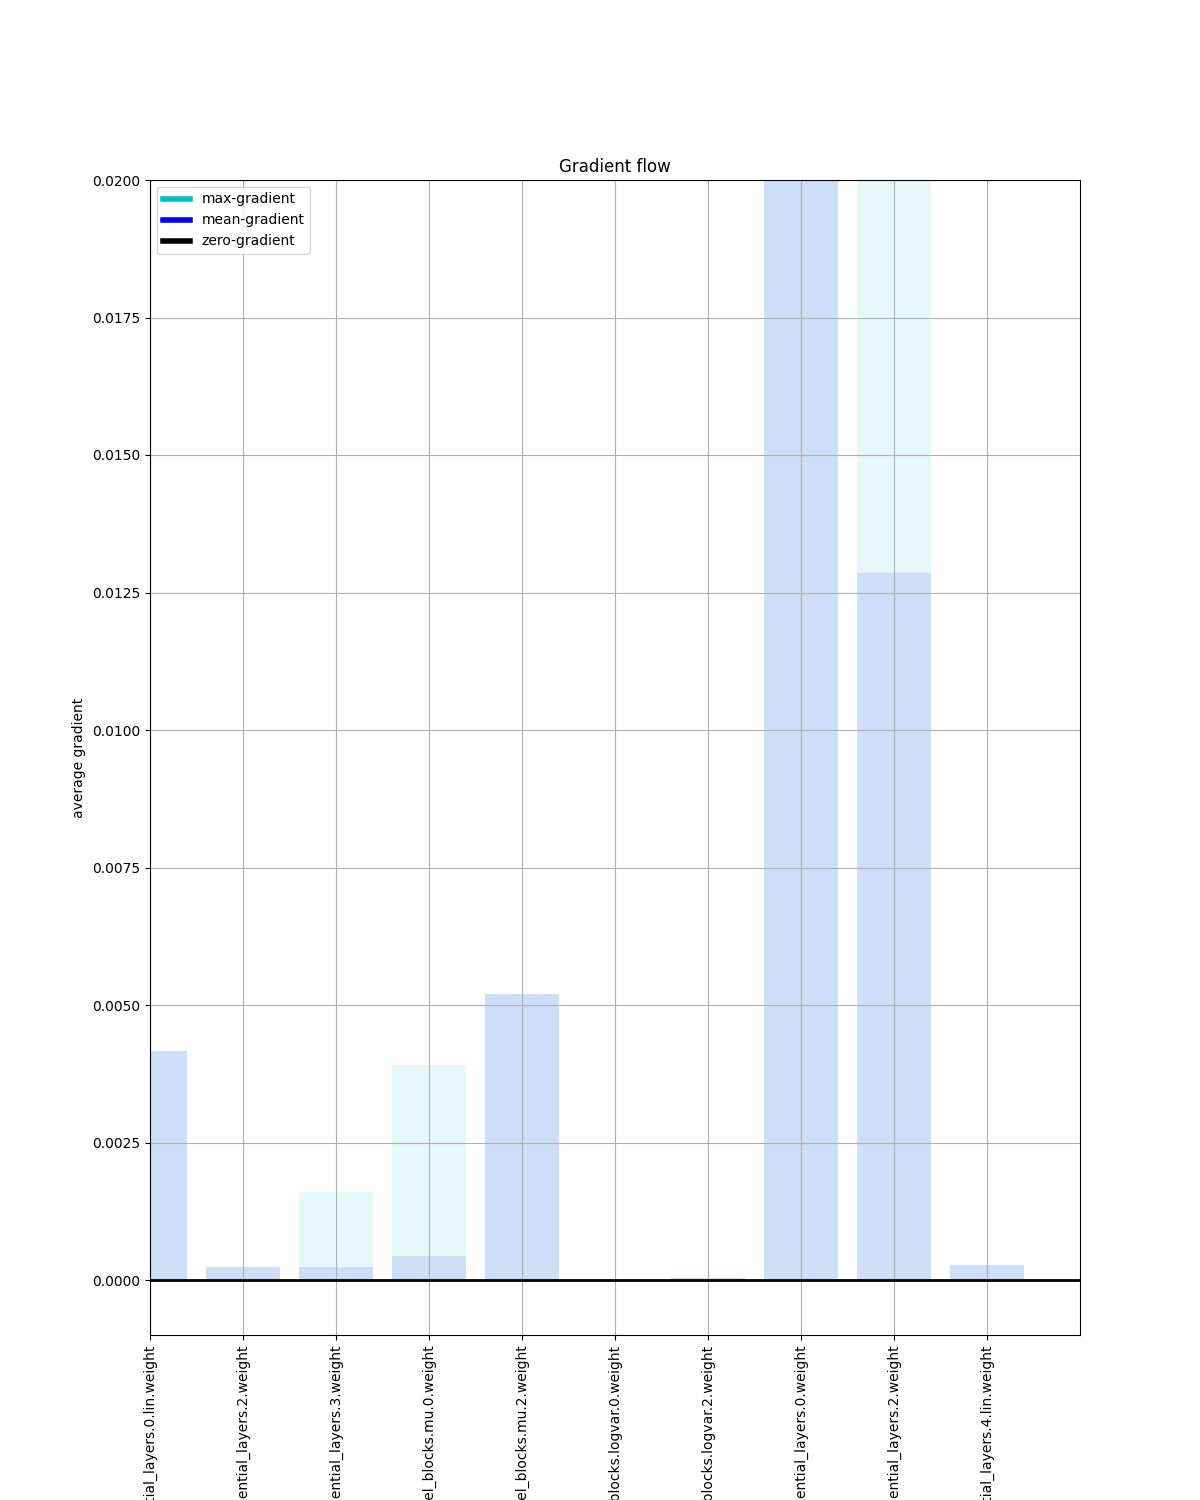 Gradient flow
max-gradient
mean-gradient
zero-gradient
0.0200
0.0175
0.0150
0.0125
0.0100
0.0075
0.0050
0.0025
0.0000
average gradient
tial_layers.0.lin.weight
ential_layers.2.weight
ential_layers.3.weight
el_blocks.mu.0.weight
el_blocks.mu.2.weight
blocks.logvar.0.weight
blocks.logvar.2.weight
ential_layers.0.weight
ential_layers.2.weight
tial_layers.4.lin.weight